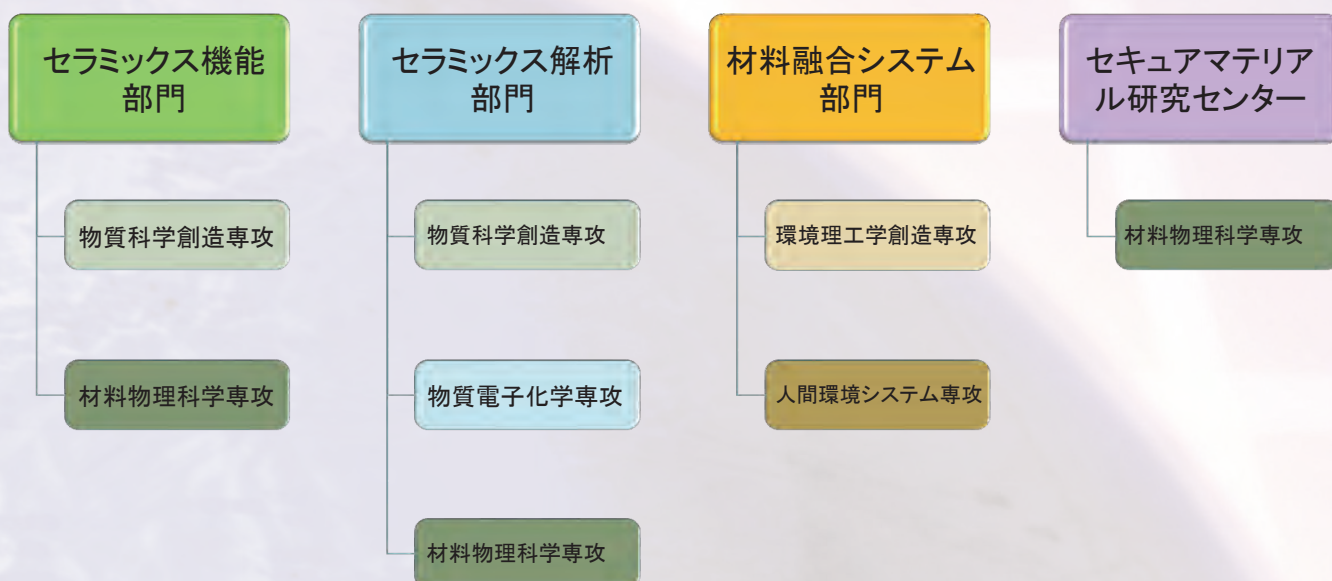 セラミックス機能
部門
物質科学創造専攻
材料物理科学専攻
セラミックス解析
部門
物質科学創造専攻
物質電子化学専攻
材料物理科学専攻
材料融合システム
部門
環境理工学創造専攻
人間環境システム専攻
セキュアマテリア
ル研究センター
材料物理科学専攻